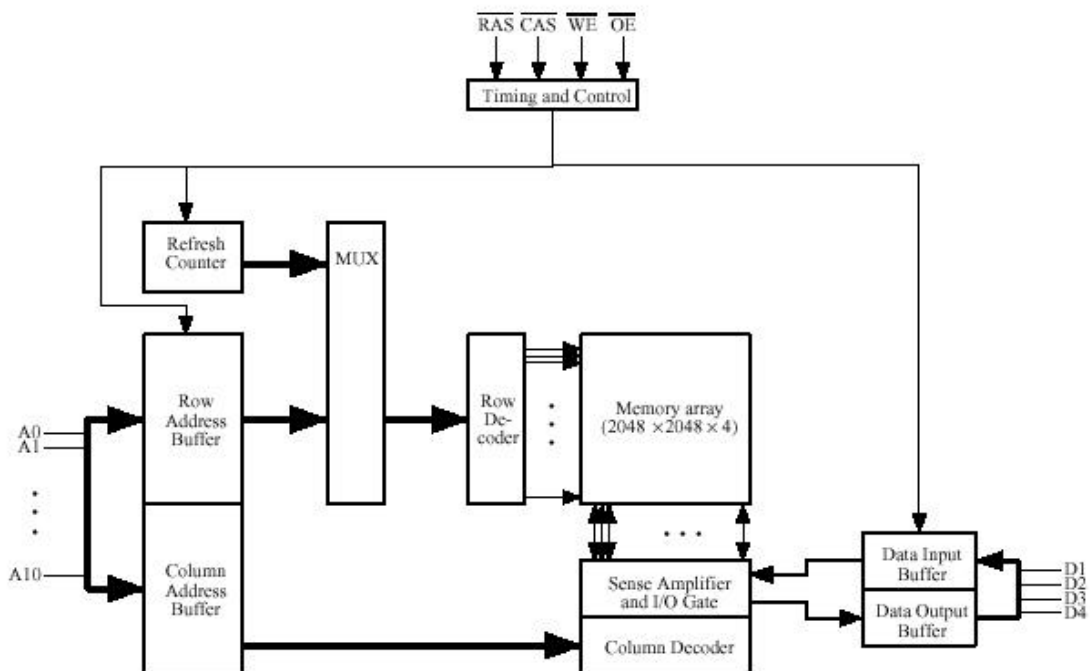 RAS CAS WE OE
Timing and Control
Refresh
Counter
MUX
Row
Address
Buffer
Row
De-
coder
Memory array
(2048 ×2048 × 4)
A0
A1
A10
Column
Address
Buffer
Sense Amplifier
and I/O Gate
Column Decoder
Data Input
Buffer
Data Output
Buffer
D1
D2
D3
D4